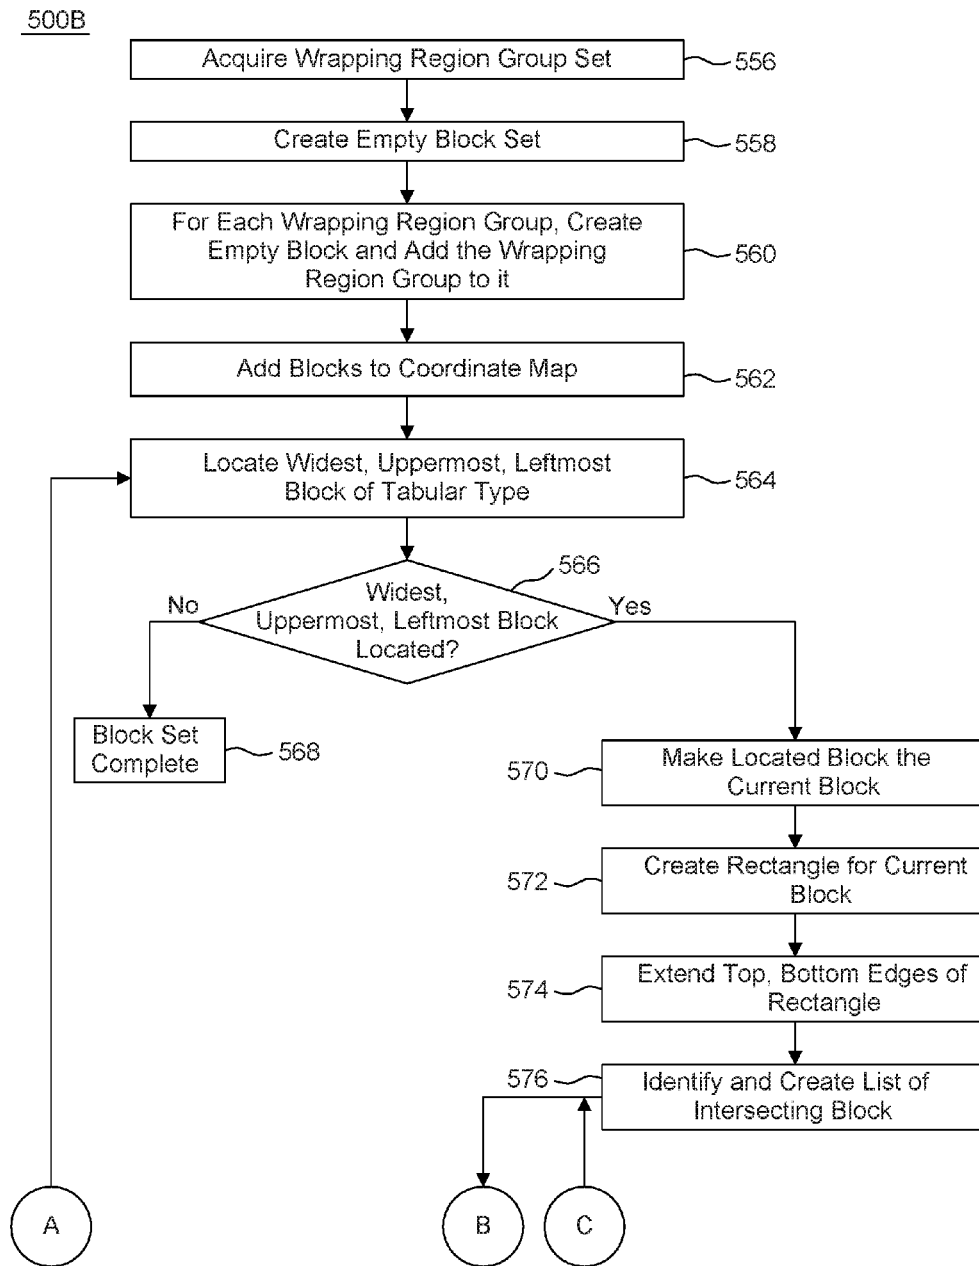 500B
Acquire Wrapping Region Group Set
556
Create Empty Block Set
558
For Each Wrapping Region Group, Create
Empty Block and Add the Wrapping
Region Group to it
560
Add Blocks to Coordinate Map
562
Locate Widest, Uppermost, Leftmost
Block of Tabular Type
564
566
Widest,
Uppermost, Leftmost Block
Located?
No
Yes
Block Set
Complete
568
570
Make Located Block the
Current Block
572
Create Rectangle for Current
Block
574
Extend Top, Bottom Edges of
Rectangle
576
Identify and Create List of
Intersecting Block
A
B
C